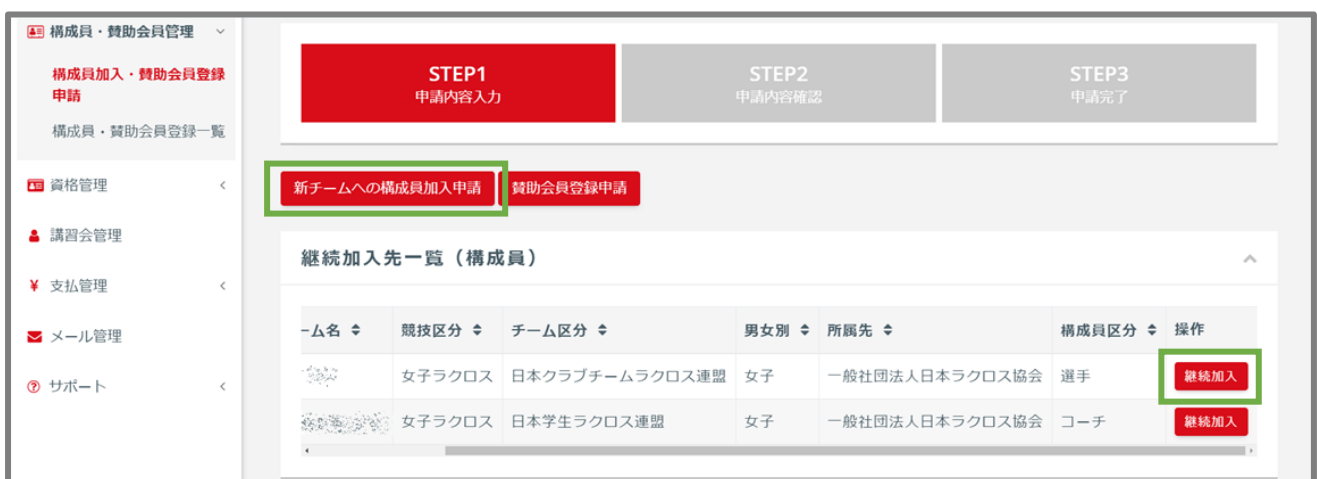 構成員・賛助会員管理
構成員加入・賛助会員登録
申請
構成員・賛助会員登録一覧
資格管理
講習会管理
¥ 支払管理
メール管理
サポート
STEP1
申請内容入力
STEP2
申請内容確認
STEP3
申請完了
新チームへの構成員加入申請
賛助会員登録申請
継続加入先一覧（構成員）
ーム名 競技区分 チーム区分 男女別 所属先 構成員区分 操作
女子ラクロス 日本クラブチームラクロス連盟 女子 一般社団法人日本ラクロス協会 選手 継続加入
女子ラクロス 日本学生ラクロス連盟 女子 一般社団法人日本ラクロス協会 コーチ 継続加入